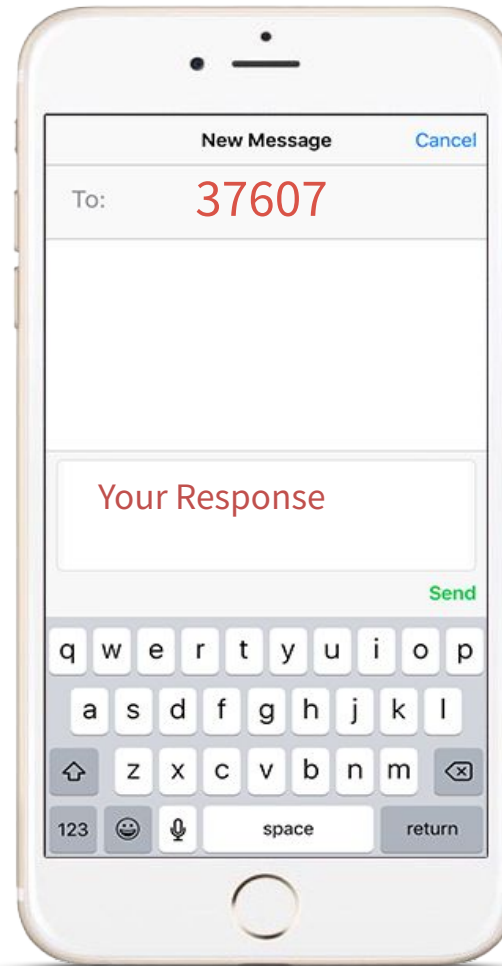 New Message Cancel
To: 37607
Your Response
Send
q w e r t y u i o p
a s d f g h j k l
z x c v b n m
123 space return